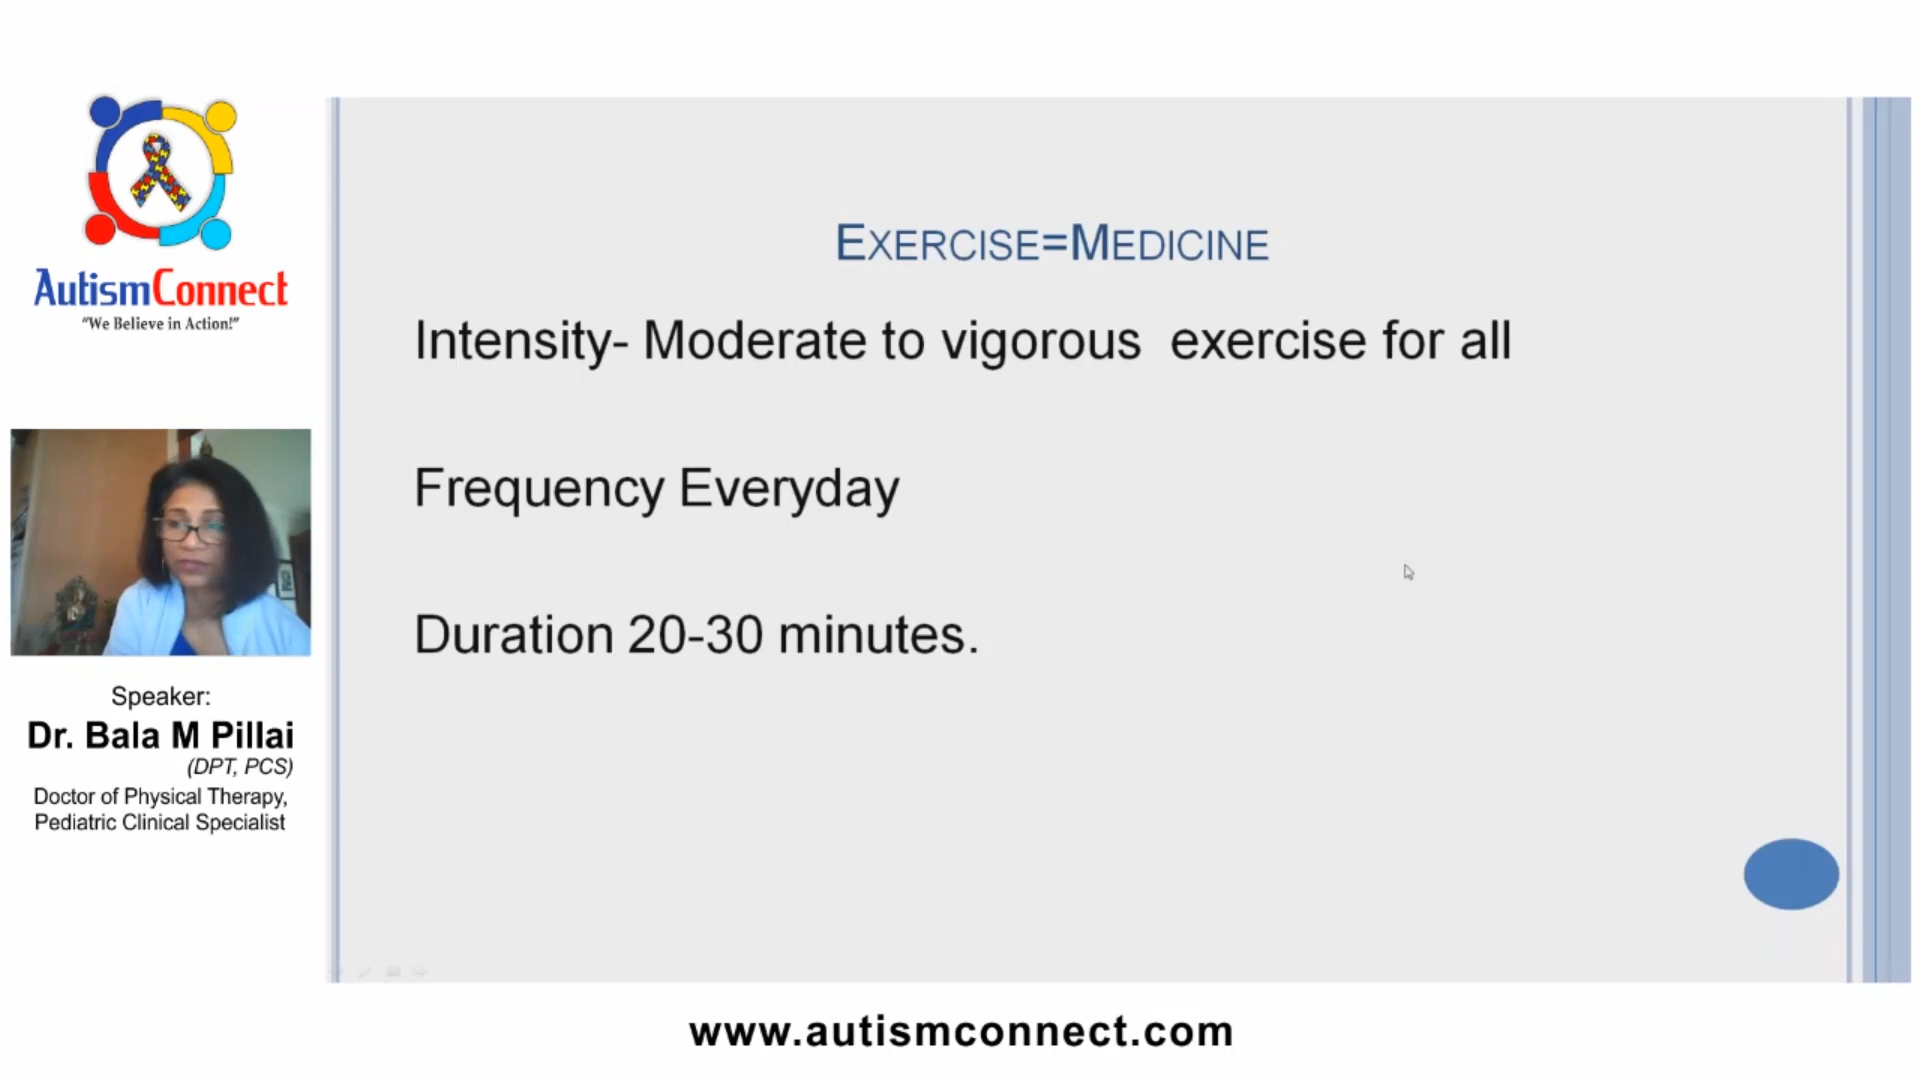 AutismConnect
"We Believe in Action!"
Speaker:
Dr. Bala M Pillai
(DPT, PCS)
Doctor of Physical Therapy,
Pediatric Clinical Specialist
EXERCISE=MEDICINE
Intensity- Moderate to vigorous  exercise for all
Frequency Everyday
Duration 20-30 minutes.
www.autismconnect.com